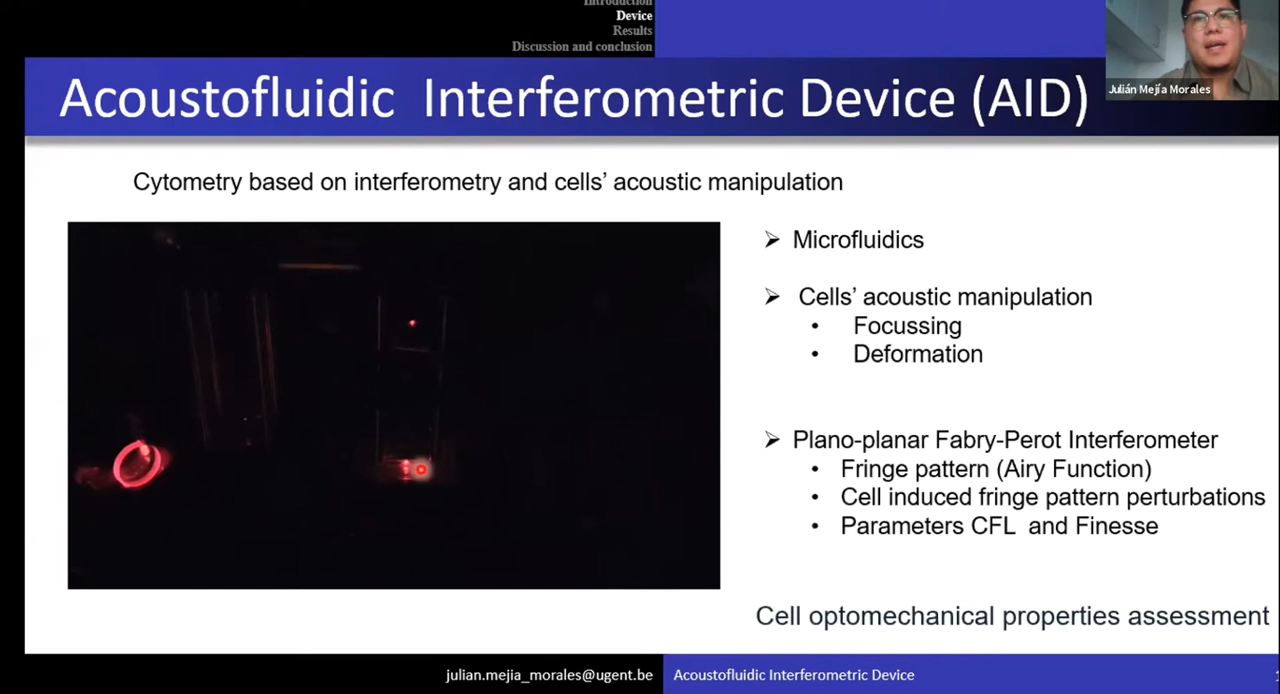 Introduction
Device
Results
Discussion and conclusion
Acoustofluidic Interferometric Device (AID)
Julián Mejía Morales
Cytometry based on interferometry and cells’ acoustic manipulation
Microfluidics
Cells’ acoustic manipulation
Focussing
Deformation
Plano-planar Fabry-Perot Interferometer
Fringe pattern (Airy Function)
Cell induced fringe pattern perturbations
Parameters CFL and Finesse
Cell optomechanical properties assessment
julian.mejia_morales@ugent.be
Acoustofluidic Interferometric Device